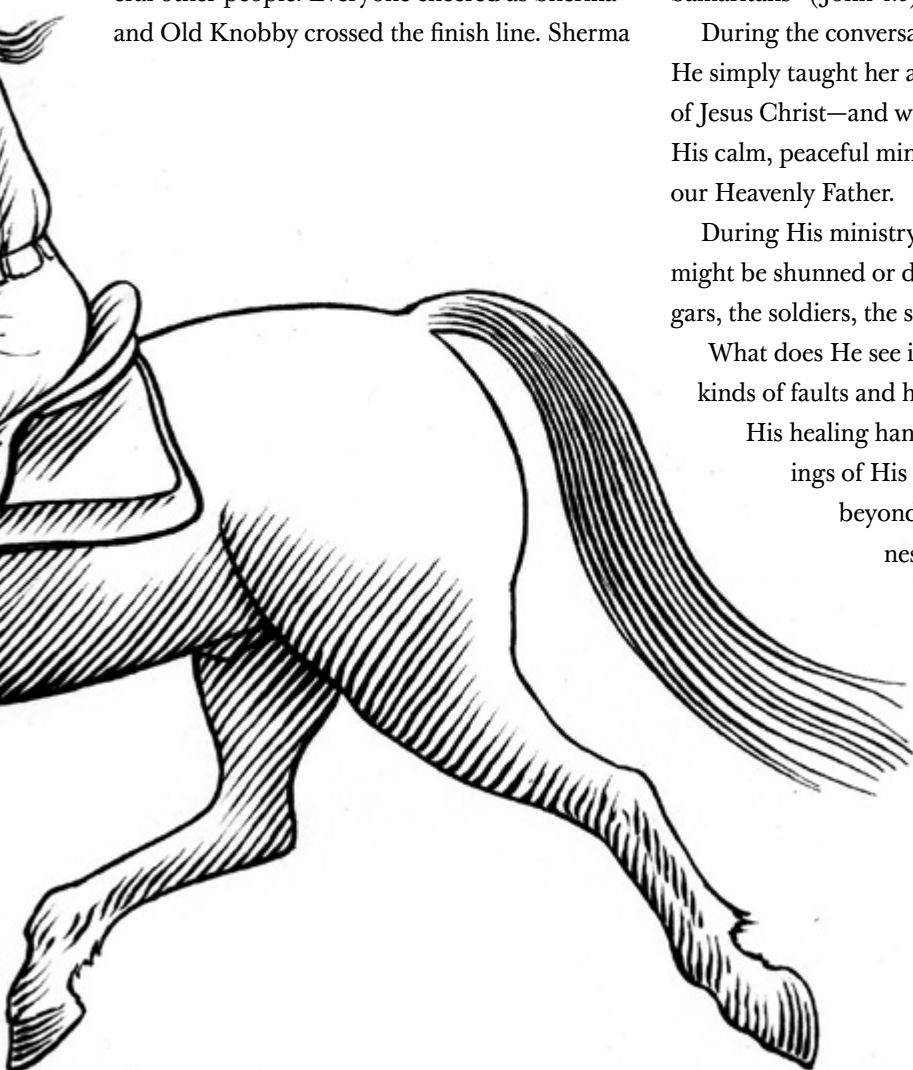 and Old Knobby crossed the finish line. Sherma
During the conversa
He simply taught her a
of Jesus Christ—and w
His calm, peaceful min
our Heavenly Father.
During His ministry
might be shunned or d
gars, the soldiers, the s
What does He see i
kinds of faults and h
His healing han
ings of His
beyond
nes